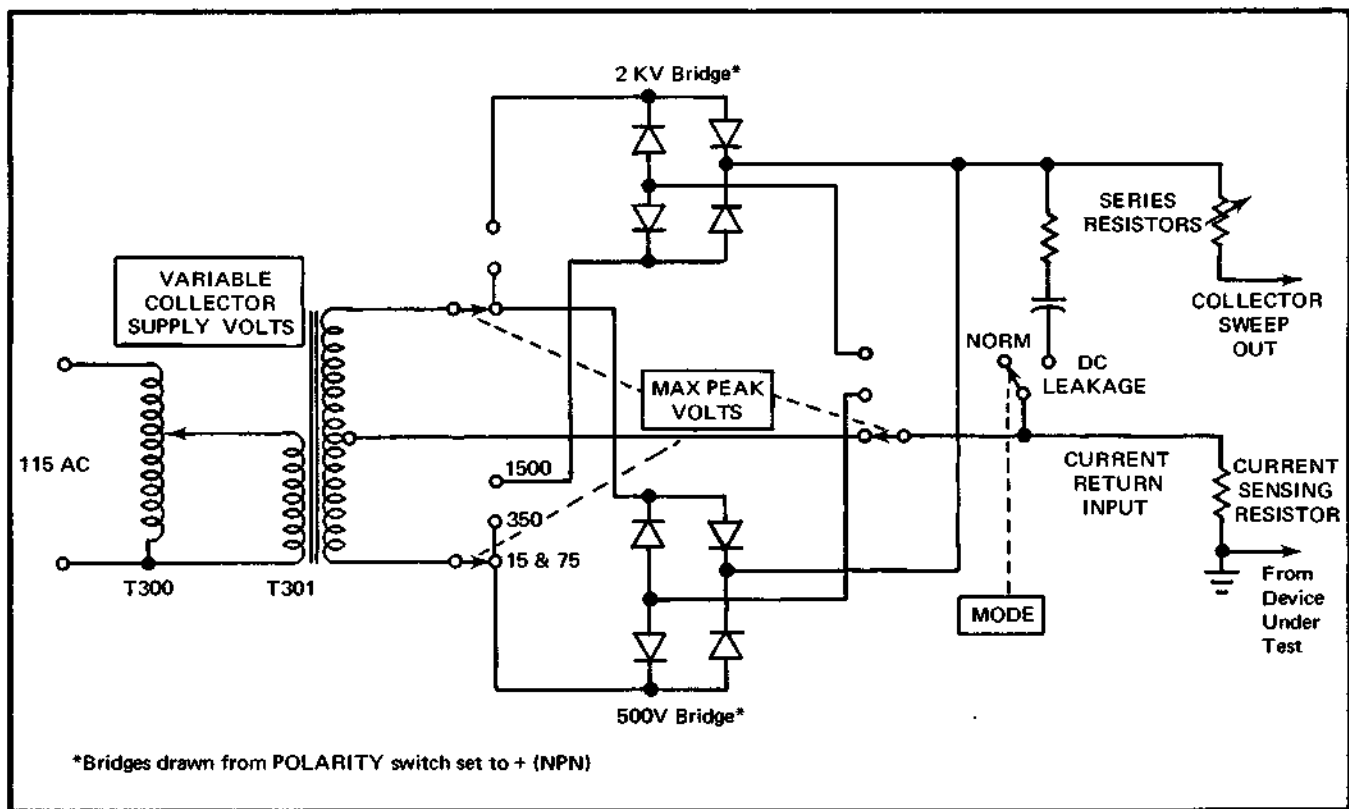 2 KV Bridge*
VARIABLE
COLLECTOR
SUPPLY VOLTS
SERIES
RESISTORS
COLLECTOR
SWEEP
OUT
NORM
DC
LEAKAGE
MAX PEAK
VOLTS
115 AC
1500
350
15 & 75
CURRENT
RETURN
INPUT
CURRENT
SENSING
RESISTOR
T300
T301
MODE
From
Device
Under
Test
500V Bridge*
*Bridges drawn from POLARITY switch set to + (NPN)